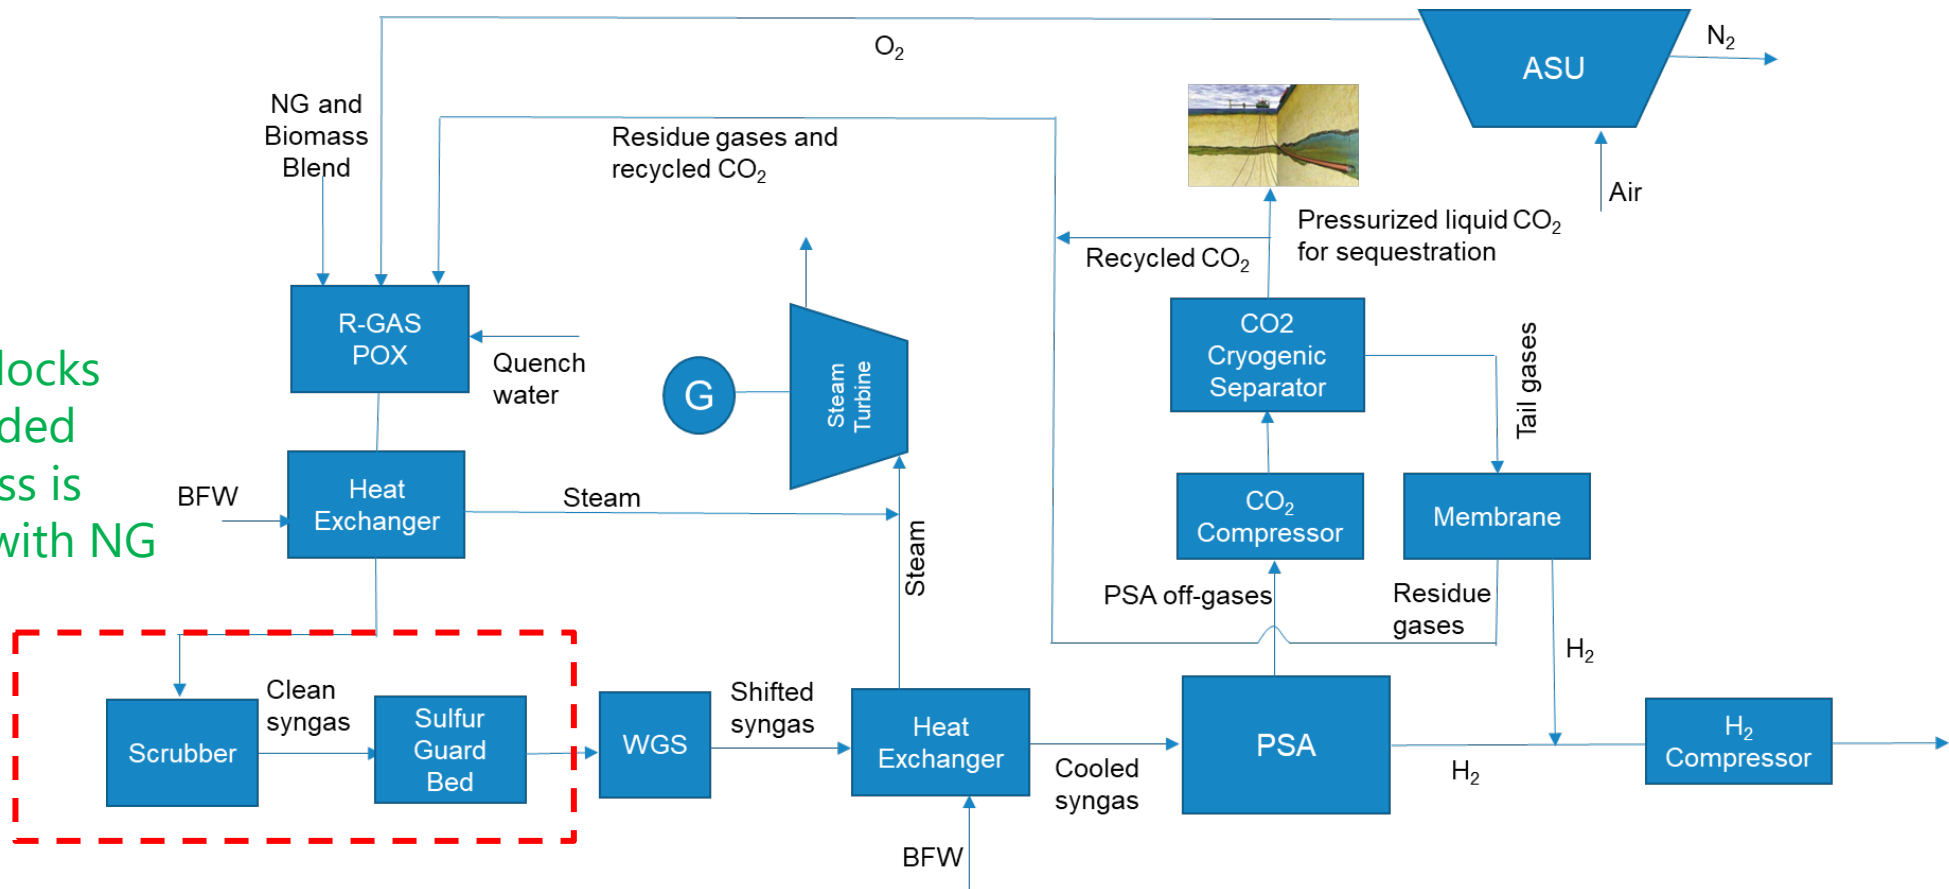 O₂
ASU
N₂
Air
NG and
Biomass
Blend
Residue gases and
recycled CO₂
Pressurized liquid CO₂
for sequestration
Recycled CO₂
R-GAS
POX
Quench
water
G
Steam
Turbine
CO2
Cryogenic
Separator
Tail gases
BFW
Heat
Exchanger
Steam
Steam
CO₂
Compressor
Membrane
PSA off-gases
Residue
gases
H₂
with NG
Scrubber
Clean
syngas
Sulfur
Guard
Bed
WGS
Shifted
syngas
Heat
Exchanger
BFW
Cooled
syngas
PSA
H₂
H₂
Compressor
is